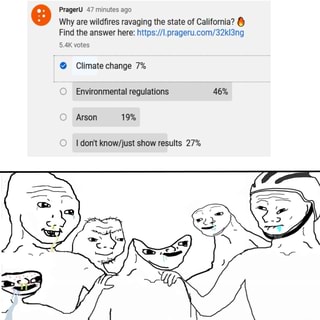 PragerU 47 minutes ago
Why are wildfires ravaging the state of California? 🔥
Find the answer here: https://l.prageru.com/32kl3ng
5.4K votes
Climate change 7%
Environmental regulations 46%
Arson 19%
I don't know/just show results 27%